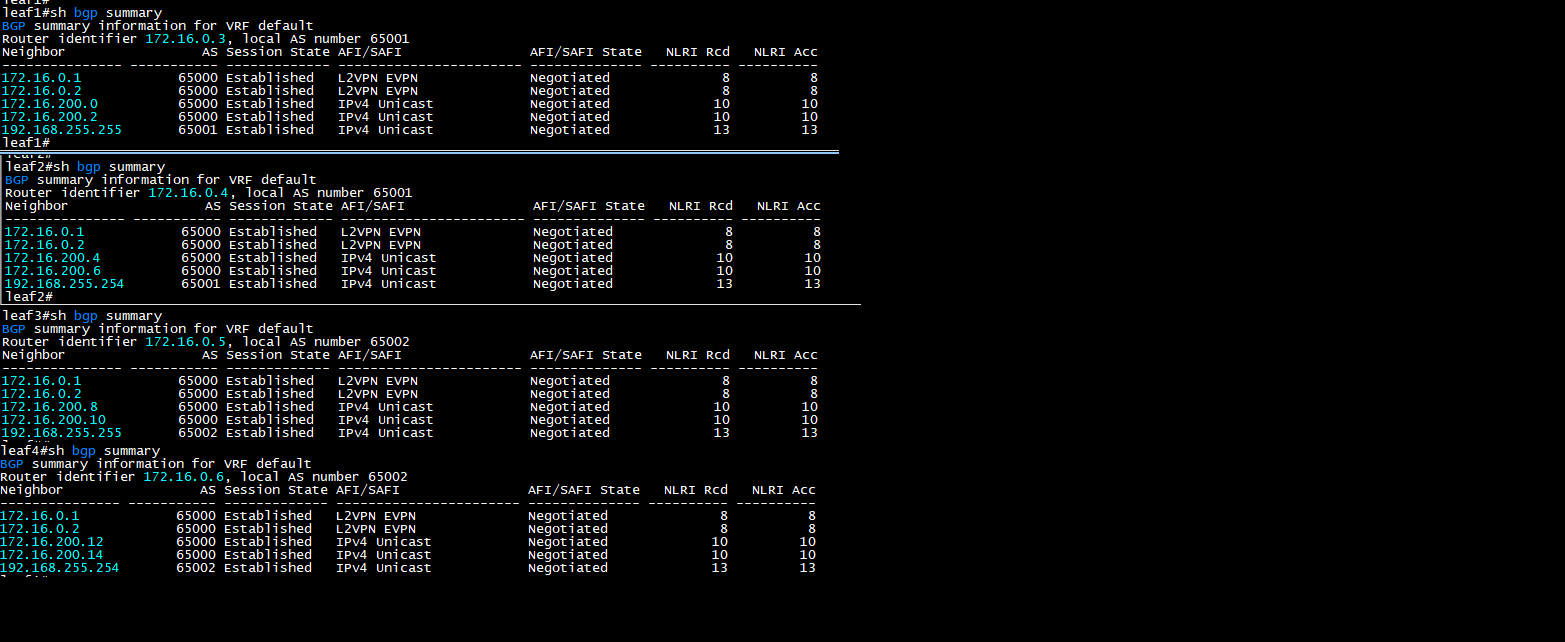 leaf1#sh bgp summary
BGP summary information for VRF default
Router identifier 172.16.0.3, local AS number 65001
Neighbor AS Session State AFI/SAFI AFI/SAFI State NLRI Rcd NLRI Acc
--------------- ----------- ------------- ----------------------- -------------- ---------- ----------
172.16.0.1 65000 Established L2VPN EVPN Negotiated 8 8
172.16.0.2 65000 Established L2VPN EVPN Negotiated 8 8
172.16.200.0 65000 Established IPv4 Unicast Negotiated 10 10
172.16.200.2 65000 Established IPv4 Unicast Negotiated 10 10
192.168.255.255 65001 Established IPv4 Unicast Negotiated 13 13
leaf1#
leaf2#sh bgp summary
BGP summary information for VRF default
Router identifier 172.16.0.4, local AS number 65001
Neighbor AS Session State AFI/SAFI AFI/SAFI State NLRI Rcd NLRI Acc
--------------- ----------- ------------- ----------------------- -------------- ---------- ----------
172.16.0.1 65000 Established L2VPN EVPN Negotiated 8 8
172.16.0.2 65000 Established L2VPN EVPN Negotiated 8 8
172.16.200.4 65000 Established IPv4 Unicast Negotiated 10 10
172.16.200.6 65000 Established IPv4 Unicast Negotiated 10 10
192.168.255.254 65001 Established IPv4 Unicast Negotiated 13 13
leaf2#
leaf3#sh bgp summary
BGP summary information for VRF default
Router identifier 172.16.0.5, local AS number 65002
Neighbor AS Session State AFI/SAFI AFI/SAFI State NLRI Rcd NLRI Acc
--------------- ----------- ------------- ----------------------- -------------- ---------- ----------
172.16.0.1 65000 Established L2VPN EVPN Negotiated 8 8
172.16.0.2 65000 Established L2VPN EVPN Negotiated 8 8
172.16.200.8 65000 Established IPv4 Unicast Negotiated 10 10
172.16.200.10 65000 Established IPv4 Unicast Negotiated 10 10
192.168.255.255 65002 Established IPv4 Unicast Negotiated 13 13
leaf4#sh bgp summary
BGP summary information for VRF default
Router identifier 172.16.0.6, local AS number 65002
Neighbor AS Session State AFI/SAFI AFI/SAFI State NLRI Rcd NLRI Acc
--------------- ----------- ------------- ----------------------- -------------- ---------- ----------
172.16.0.1 65000 Established L2VPN EVPN Negotiated 8 8
172.16.0.2 65000 Established L2VPN EVPN Negotiated 8 8
172.16.200.12 65000 Established IPv4 Unicast Negotiated 10 10
172.16.200.14 65000 Established IPv4 Unicast Negotiated 10 10
192.168.255.254 65002 Established IPv4 Unicast Negotiated 13 13